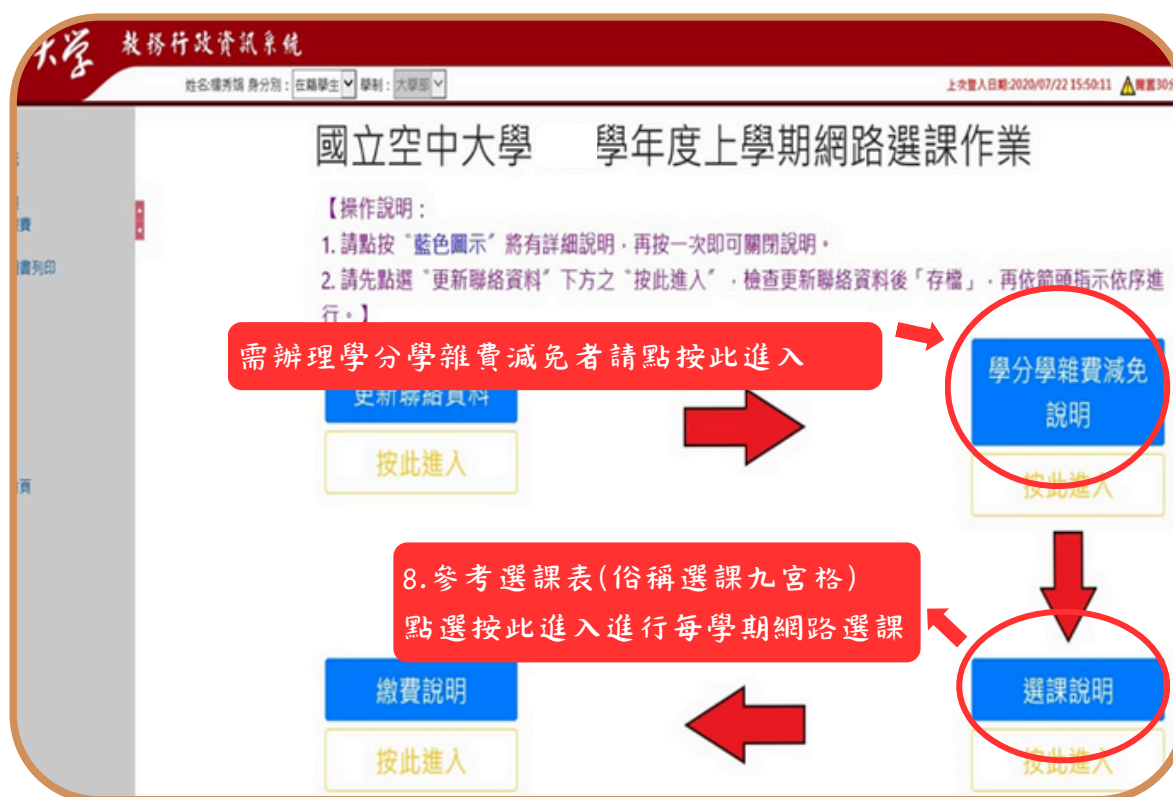 大学 教務行政資訊系統
姓名:楊秀娟 身分別: 在籍學生 學制: 大學部
上次登入日期:2020/07/22 15:50:11 閒置30分
費
書列印
頁
國立空中大學 學年度上學期網路選課作業
【操作說明：
1. 請點按〝藍色圖示〞將有詳細說明，再按一次即可關閉說明。
2. 請先點選〝更新聯絡資料〞下方之〝按此進入〞，檢查更新聯絡資料後「存檔」，再依箭頭指示依序進
行。】
需辦理學分學雜費減免者請點按此進入
更新聯絡資料
按此進入
學分學雜費減免
說明
按此進入
8.參考選課表(俗稱選課九宮格)
點選按此進入進行每學期網路選課
繳費說明
按此進入
選課說明
按此進入